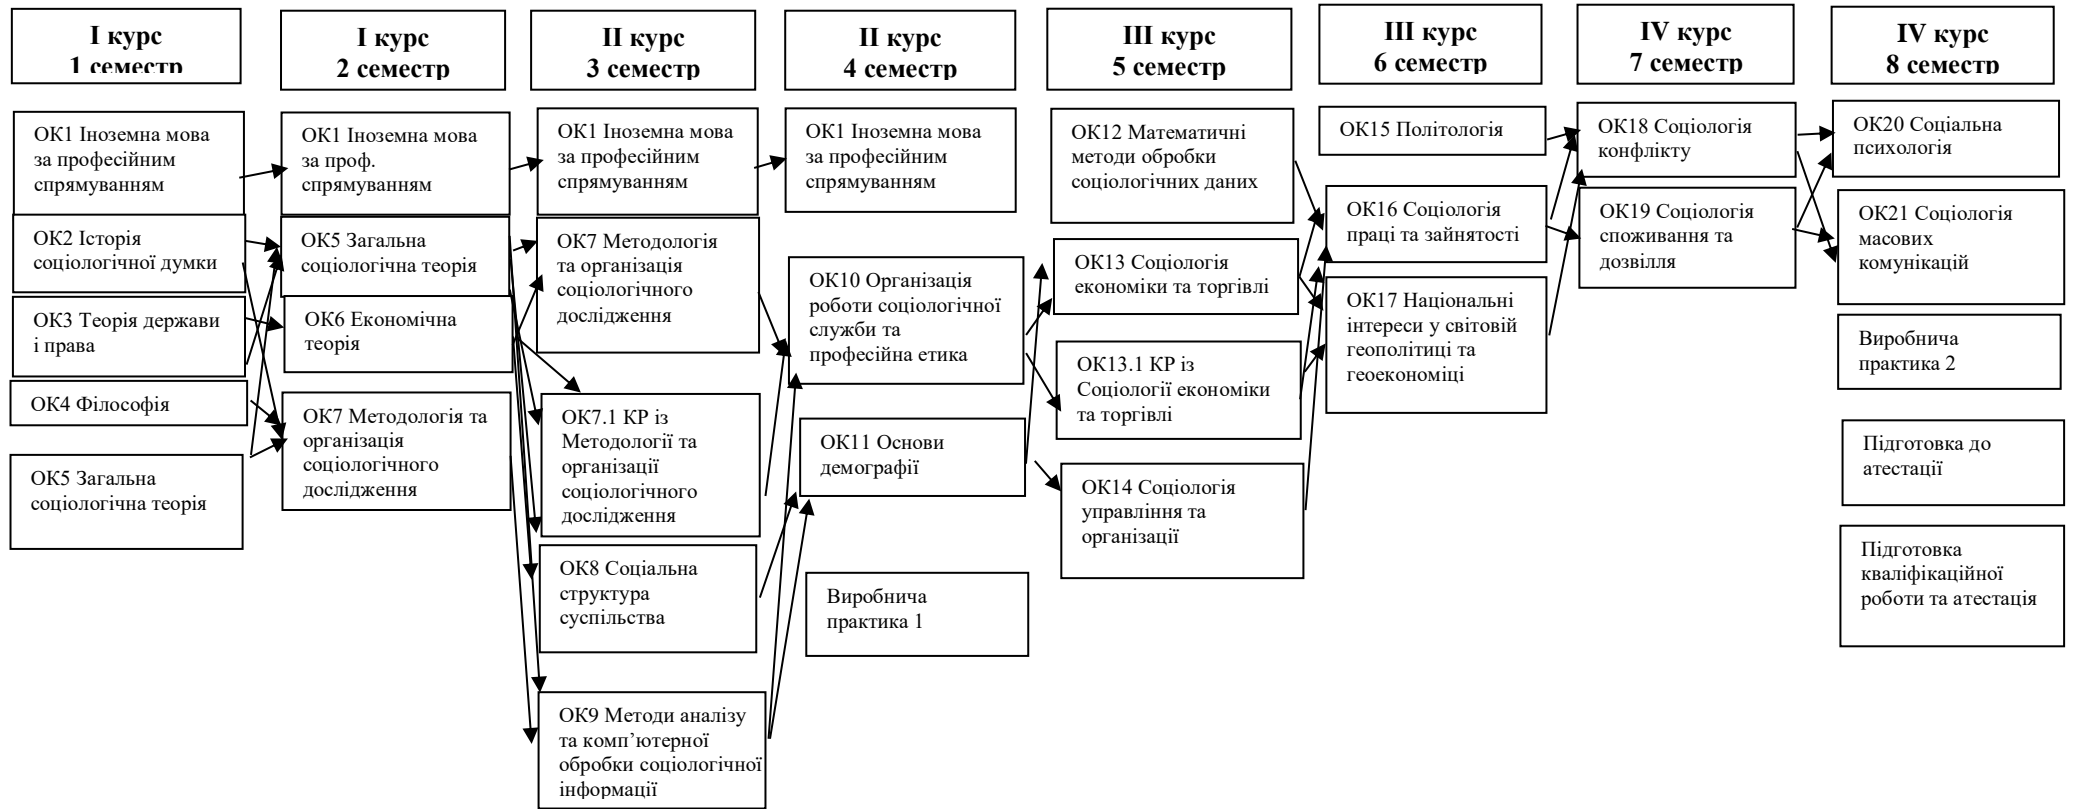 І курс
1 семестр
І курс
2 семестр
ІІ курс
3 семестр
ІІ курс
4 семестр
ІІІ курс
5 семестр
ІІІ курс
6 семестр
IV курс
7 семестр
IV курс
8 семестр
ОК1 Іноземна мова
за професійним
спрямуванням
ОК2 Історія
соціологічної думки
ОК3 Теорія держави
і права
ОК4 Філософія
ОК5 Загальна
соціологічна теорія
ОК1 Іноземна мова
за проф.
спрямуванням
ОК5 Загальна
соціологічна теорія
ОК6 Економічна
теорія
ОК7 Методологія та
організація
соціологічного
дослідження
ОК1 Іноземна мова
за професійним
спрямуванням
ОК7 Методологія
та організація
соціологічного
дослідження
ОК7.1 КР із
Методології та
організації
соціологічного
дослідження
ОК8 Соціальна
структура
суспільства
ОК9 Методи аналізу
та комп’ютерної
обробки соціологічної
інформації
ОК1 Іноземна мова
за професійним
спрямуванням
ОК10 Організація
роботи соціологічної
служби та
професійна етика
ОК11 Основи
демографії
Виробнича
практика 1
ОК12 Математичні
методи обробки
соціологічних даних
ОК13 Соціологія
економіки та торгівлі
ОК13.1 КР із
Соціології економіки
та торгівлі
ОК14 Соціологія
управління та
організації
ОК15 Політологія
ОК16 Соціологія
праці та зайнятості
ОК17 Національні
інтереси у світовій
геополітиці та
геоекономіці
ОК18 Соціологія
конфлікту
ОК19 Соціологія
споживання та
дозвілля
ОК20 Соціальна
психологія
ОК21 Соціологія
масових
комунікацій
Виробнича
практика 2
Підготовка до
атестації
Підготовка
кваліфікаційної
роботи та атестація